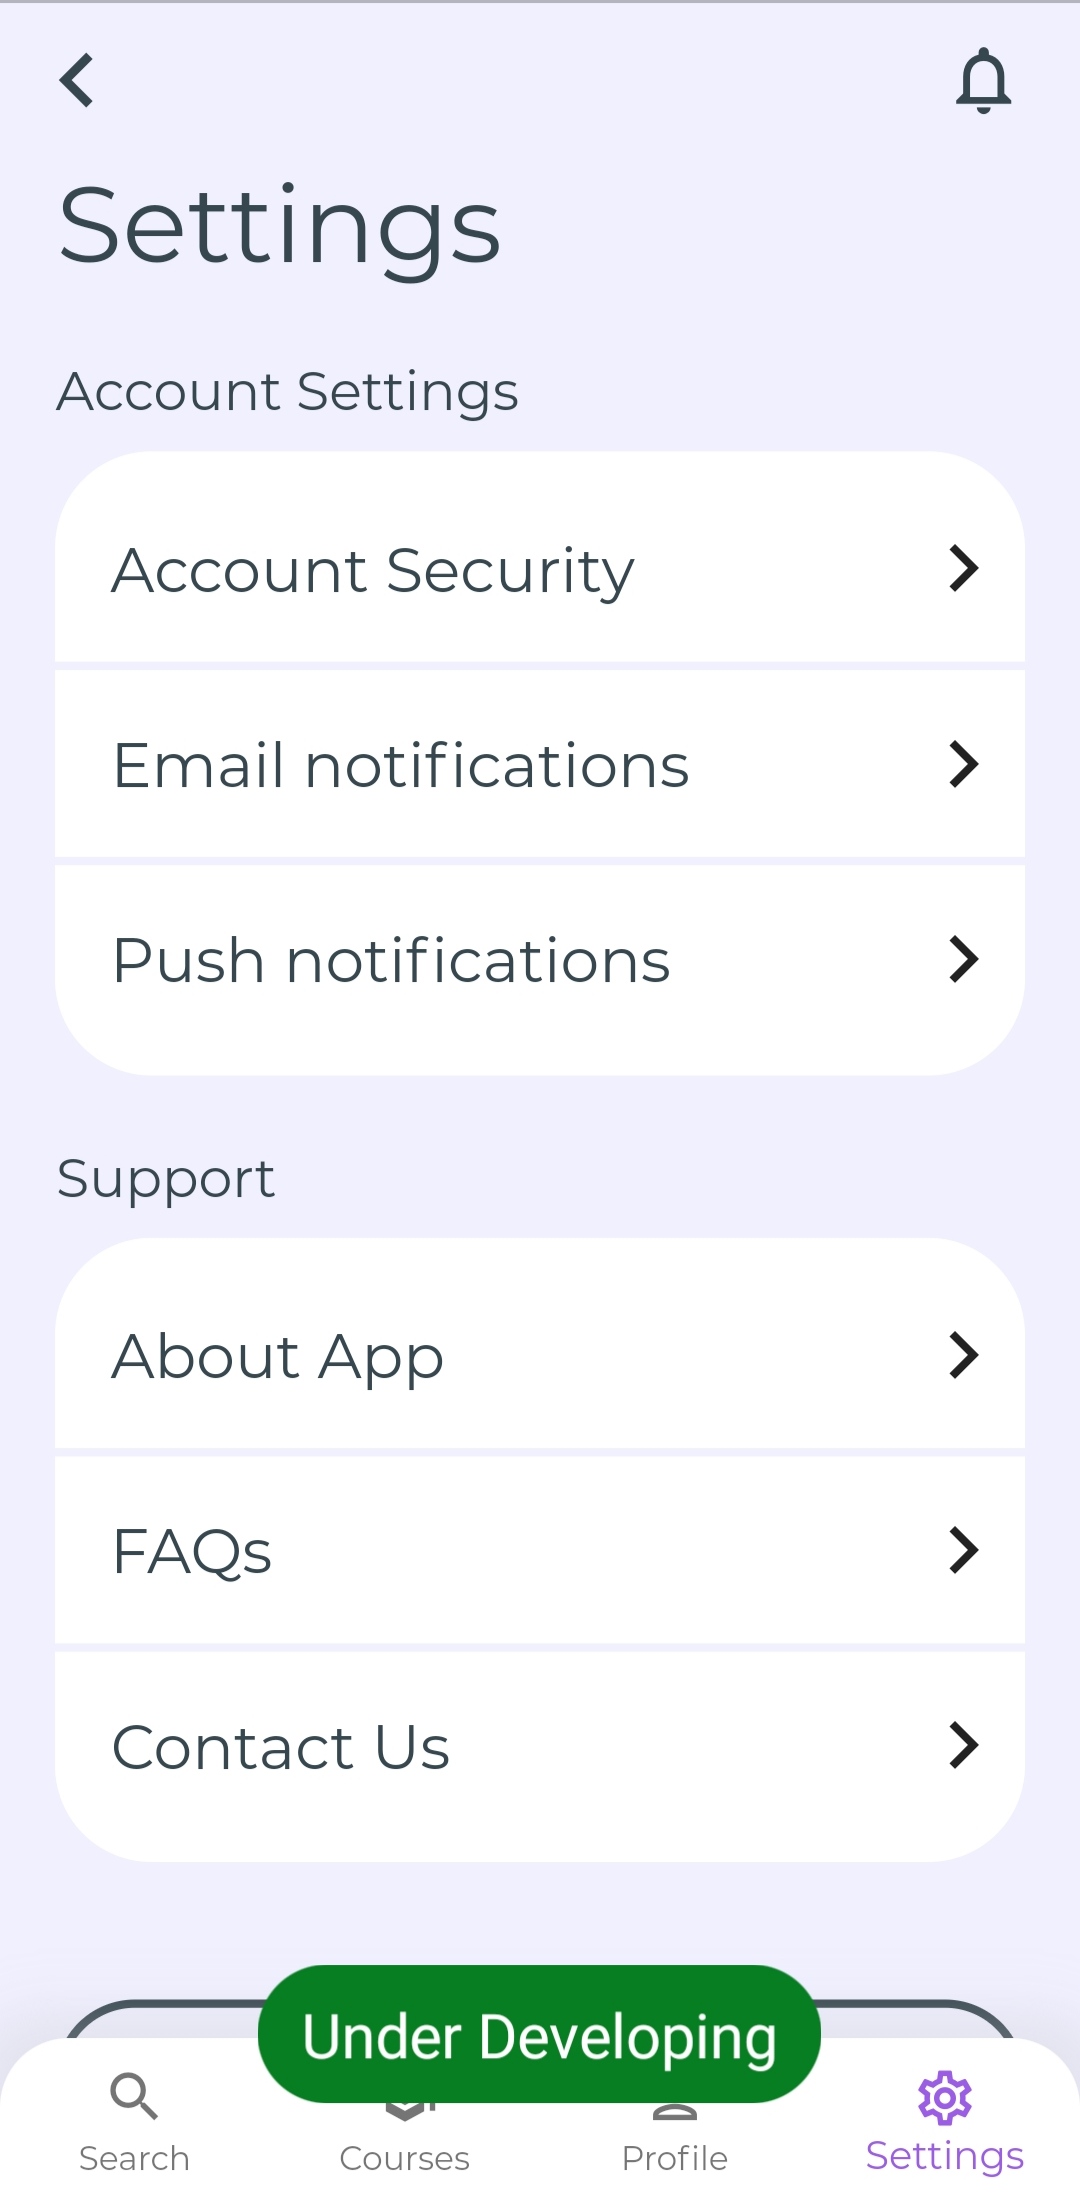 Settings
Account Settings
Account Security
Email notifications
Push notifications
Support
About App
FAQs
Contact Us
Under Developing
Search
Courses
Profile
Settings